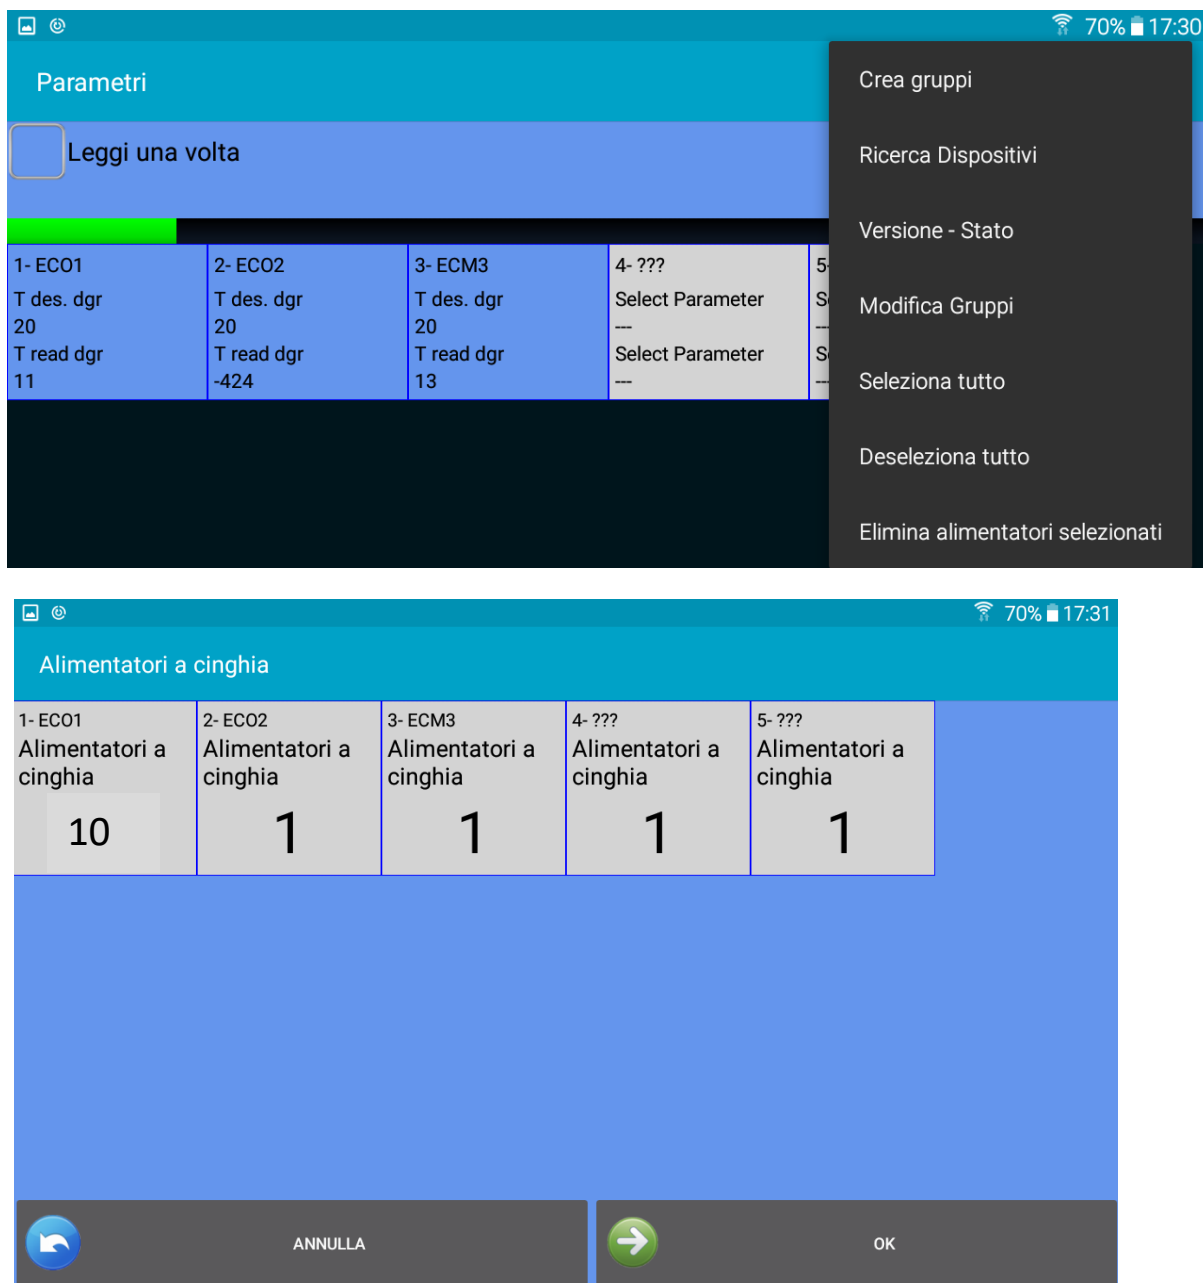 70% 17:30
Parametri
Crea gruppi
Leggi una volta
Ricerca Dispositivi
Versione - Stato
Modifica Gruppi
Seleziona tutto
Deseleziona tutto
Elimina alimentatori selezionati
1- ECO1 2- ECO2 3- ECM3 4- ??? 5-
T des. dgr T des. dgr T des. dgr Select Parameter S
20 20 20 --- ---
T read dgr T read dgr T read dgr Select Parameter S
11 -424 13 --- ---
70% 17:31
Alimentatori a cinghia
1- ECO1 2- ECO2 3- ECM3 4- ??? 5- ???
Alimentatori a Alimentatori a Alimentatori a Alimentatori a Alimentatori a
cinghia cinghia cinghia cinghia cinghia
10 1 1 1 1
ANNULLA OK